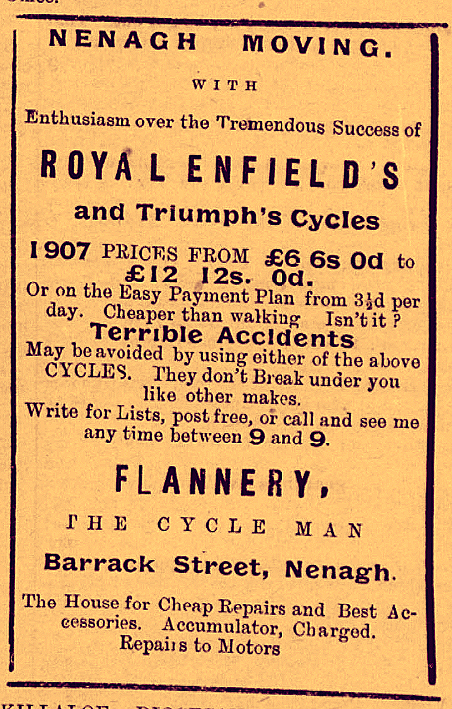 NENAGH MOVING.
WITH
Enthusiasm over the Tremendous Success of
ROYAL ENFIELD'S
and Triumph's Cycles
1907 PRICES FROM £6 6s 0d to
£12 12s. 0d.
Or on the Easy Payment Plan from 3½d per
day. Cheaper than walking Isn't it ?
Terrible Accidents
May be avoided by using either of the above
CYCLES. They don't Break under you
like other makes.
Write for Lists, post free, or call and see me
any time between 9 and 9.
FLANNERY,
THE CYCLE MAN
Barrack Street, Nenagh.
The House for Cheap Repairs and Best Ac-
cessories. Accumulator, Charged.
Repairs to Motors